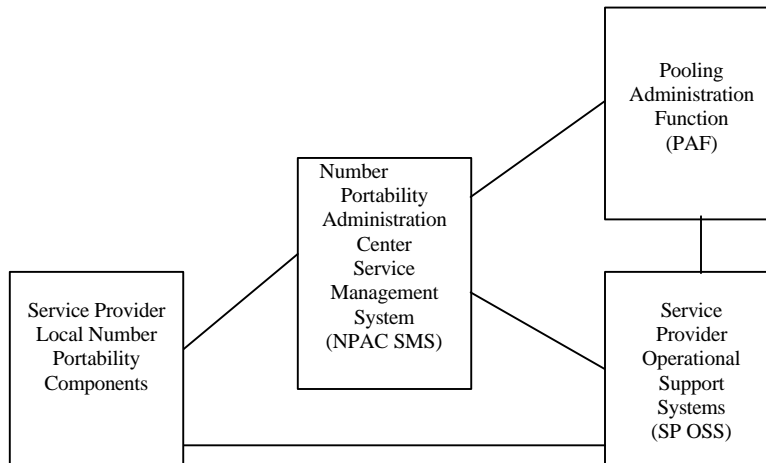 Pooling
Administration
Function
(PAF)
Number
Portability
Administration
Center
Service
Management
System
(NPAC SMS)
Service Provider
Local Number
Portability
Components
Service
Provider
Operational
Support
Systems
(SP OSS)